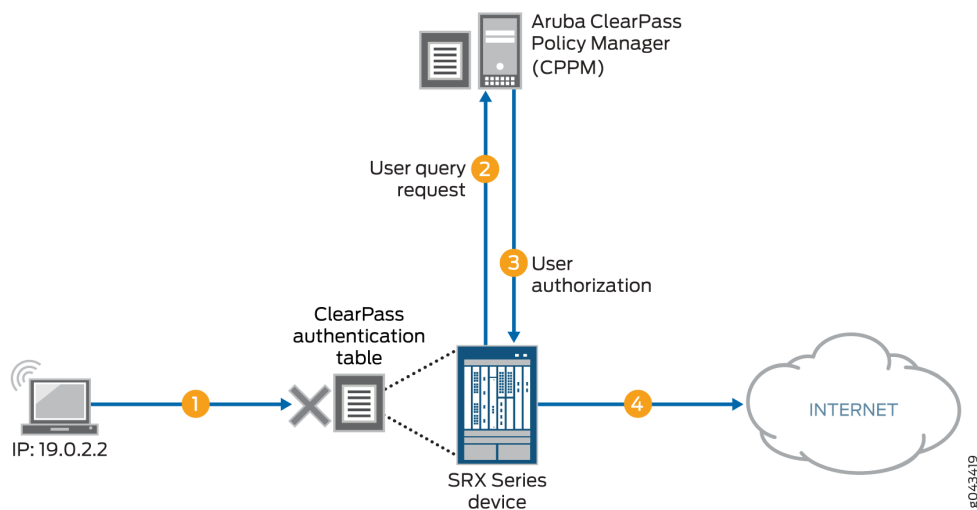 Aruba ClearPass
Policy Manager
(CPPM)
User query
request
2
3
User
authorization
ClearPass
authentication
table
1
4
INTERNET
IP: 19.0.2.2
SRX Series
device
g043419